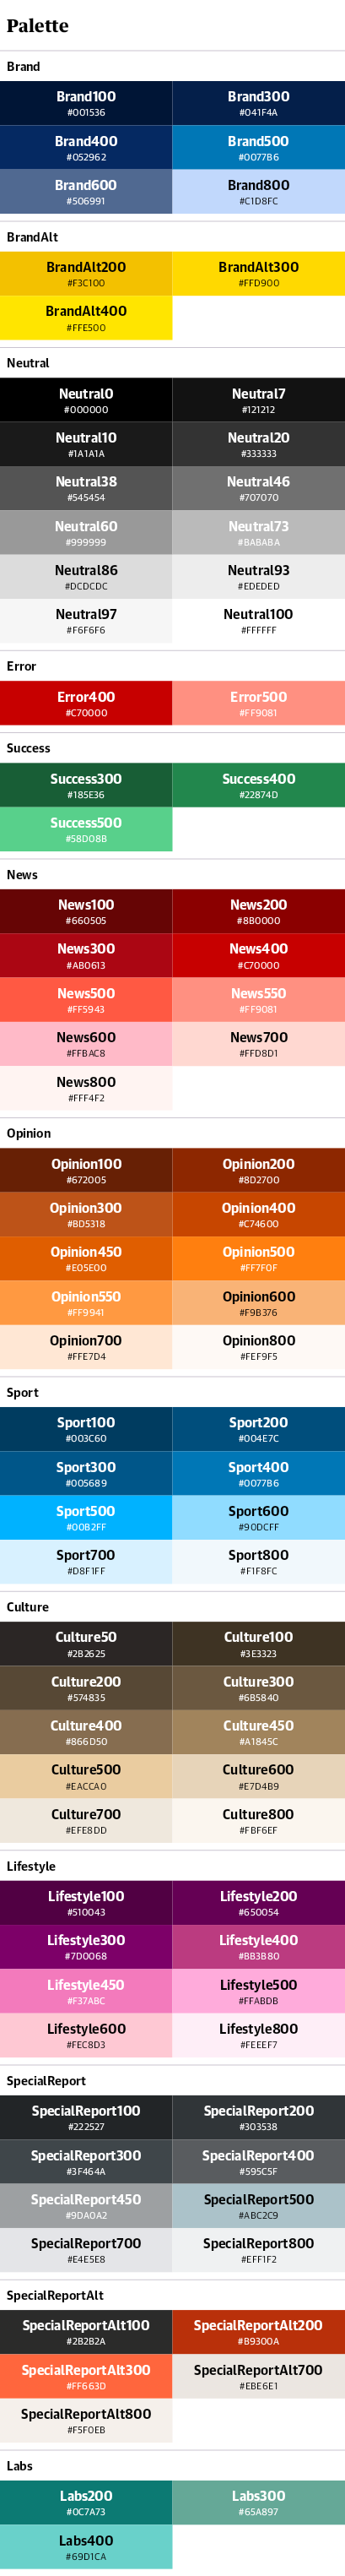 Palette
Brand
Brand100
#001536
Brand300
#041F4A
Brand400
#052962
Brand500
#0077B6
Brand600
#506991
Brand800
#C1D8FC
BrandAlt
BrandAlt200
#F3C100
BrandAlt300
#FFD900
BrandAlt400
#FFE500
Neutral
Neutral0
#000000
Neutral7
#121212
Neutral10
#1A1A1A
Neutral20
#333333
Neutral38
#545454
Neutral46
#707070
Neutral60
#999999
Neutral73
#BABABA
Neutral86
#DCDCDC
Neutral93
#EDEDED
Neutral97
#F6F6F6
Neutral100
#FFFFFF
Error
Error400
#C70000
Error500
#FF9081
Success
Success300
#185E36
Success400
#22874D
Success500
#58D08B
News
News100
#660505
News200
#8B0000
News300
#AB0613
News400
#C70000
News500
#FF5943
News550
#FF9081
News600
#FFBAC8
News700
#FFD8D1
News800
#FFF4F2
Opinion
Opinion100
#672005
Opinion200
#8D2700
Opinion300
#BD5318
Opinion400
#C74600
Opinion450
#E05E00
Opinion500
#FF7F0F
Opinion550
#FF9941
Opinion600
#F9B376
Opinion700
#FFE7D4
Opinion800
#FEF9F5
Sport
Sport100
#003C60
Sport200
#004E7C
Sport300
#005689
Sport400
#0077B6
Sport500
#00B2FF
Sport600
#90DCFF
Sport700
#D8F1FF
Sport800
#F1F8FC
Culture
Culture50
#2B2625
Culture100
#3E3323
Culture200
#574835
Culture300
#6B5840
Culture400
#866D50
Culture450
#A1845C
Culture500
#EACCA0
Culture600
#E7D4B9
Culture700
#EFE8DD
Culture800
#FBF6EF
Lifestyle
Lifestyle100
#510043
Lifestyle200
#650054
Lifestyle300
#7D0068
Lifestyle400
#BB3B80
Lifestyle450
#F37ABC
Lifestyle500
#FFABDB
Lifestyle600
#FEC8D3
Lifestyle800
#FEEEF7
SpecialReport
SpecialReport100
#222527
SpecialReport200
#303538
SpecialReport300
#3F464A
SpecialReport400
#595C5F
SpecialReport450
#9DA0A2
SpecialReport500
#ABC2C9
SpecialReport700
#E4E5E8
SpecialReport800
#EFF1F2
SpecialReportAlt
SpecialReportAlt100
#2B2B2A
SpecialReportAlt200
#B9300A
SpecialReportAlt300
#FF663D
SpecialReportAlt700
#EBE6E1
SpecialReportAlt800
#F5F0EB
Labs
Labs200
#0C7A73
Labs300
#65A897
Labs400
#69D1CA